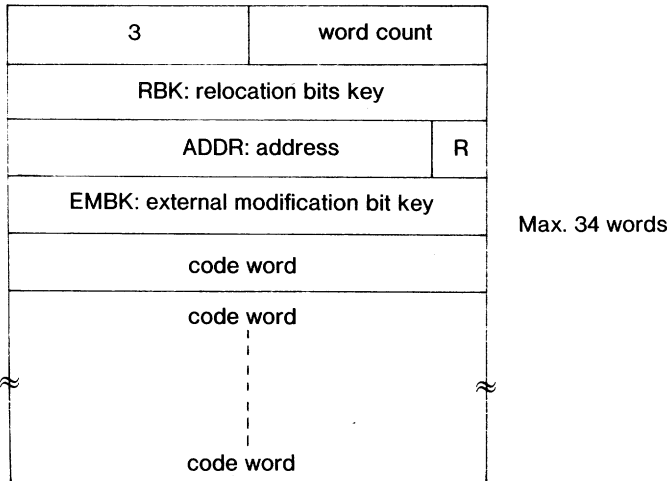 3 word count
RBK: relocation bits key
ADDR: address R
EMBK: external modification bit key
Max. 34 words
code word
code word
code word